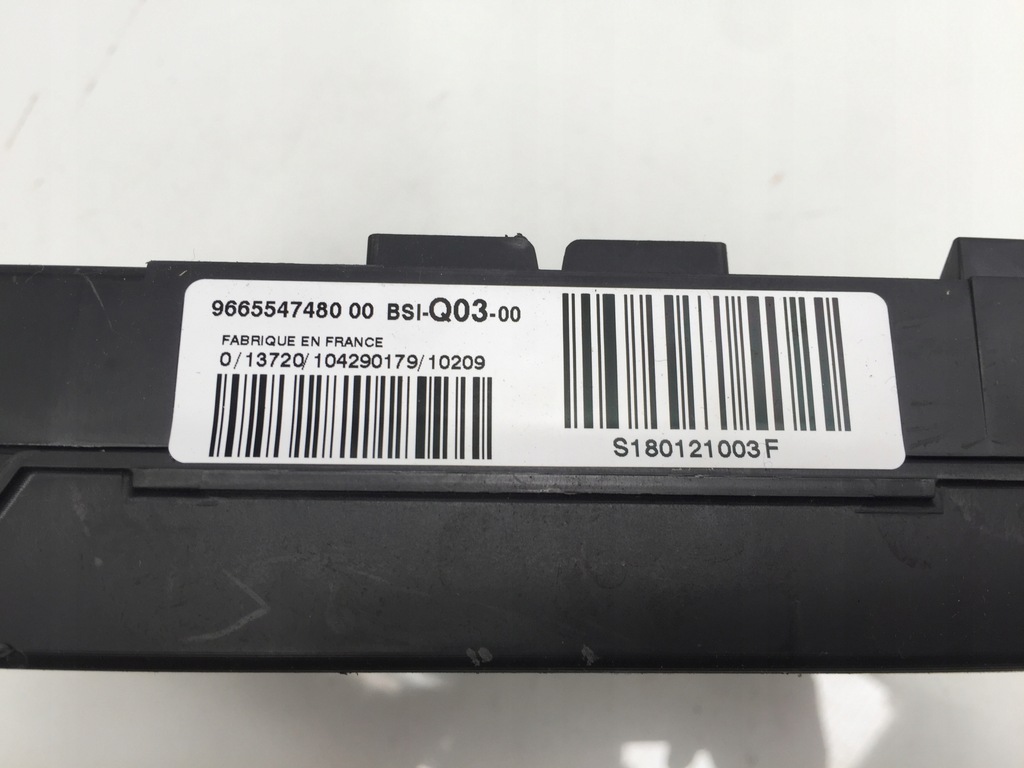 9665547480 00 BSI-Q03-00
FABRIQUE EN FRANCE
0/13720/104290179/10209
S180121003F